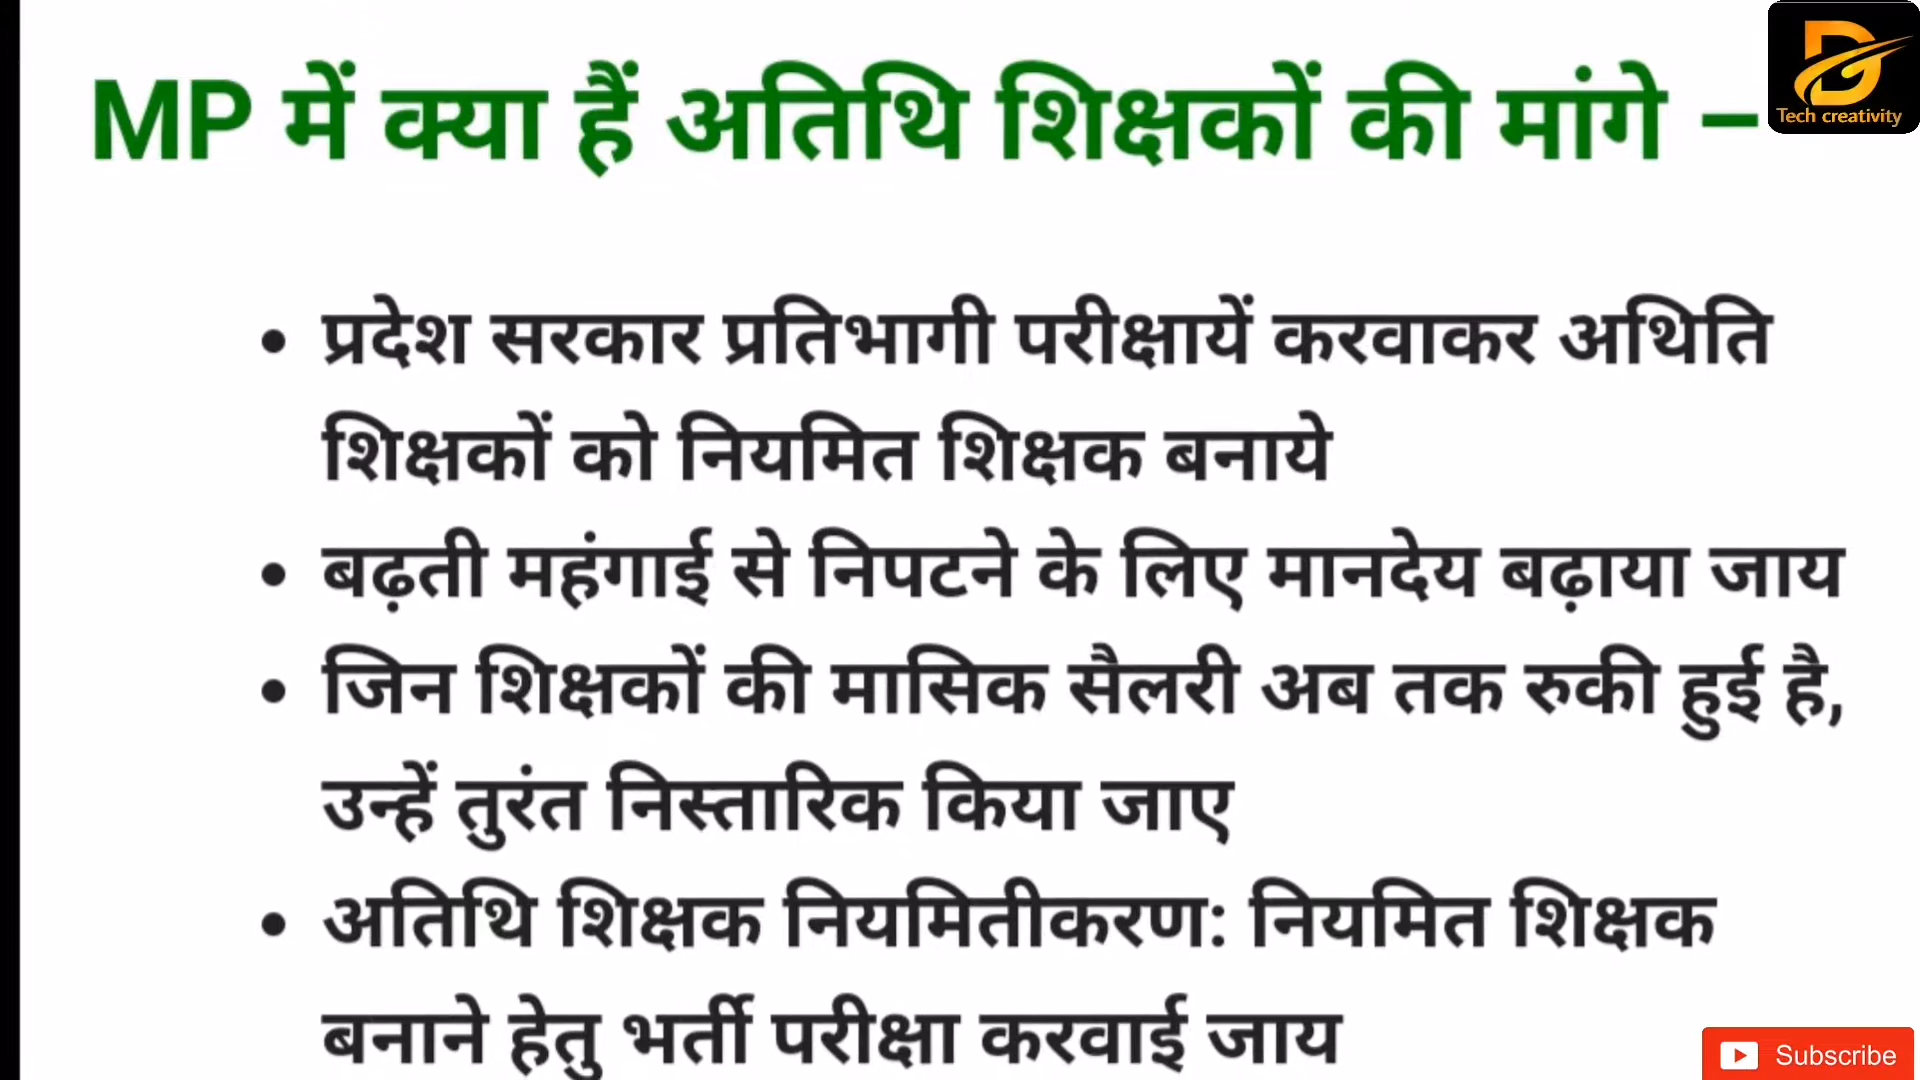 MP में क्या हैं अतिथि शिक्षकों की मांगे –
Tech creativity
• प्रदेश सरकार प्रतिभागी परीक्षायें करवाकर अथिति
शिक्षकों को नियमित शिक्षक बनाये
• बढ़ती महंगाई से निपटने के लिए मानदेय बढ़ाया जाय
• जिन शिक्षकों की मासिक सैलरी अब तक रुकी हुई है,
उन्हें तुरंत निस्तारिक किया जाए
• अतिथि शिक्षक नियमितीकरण: नियमित शिक्षक
बनाने हेतु भर्ती परीक्षा करवाई जाय
Subscribe